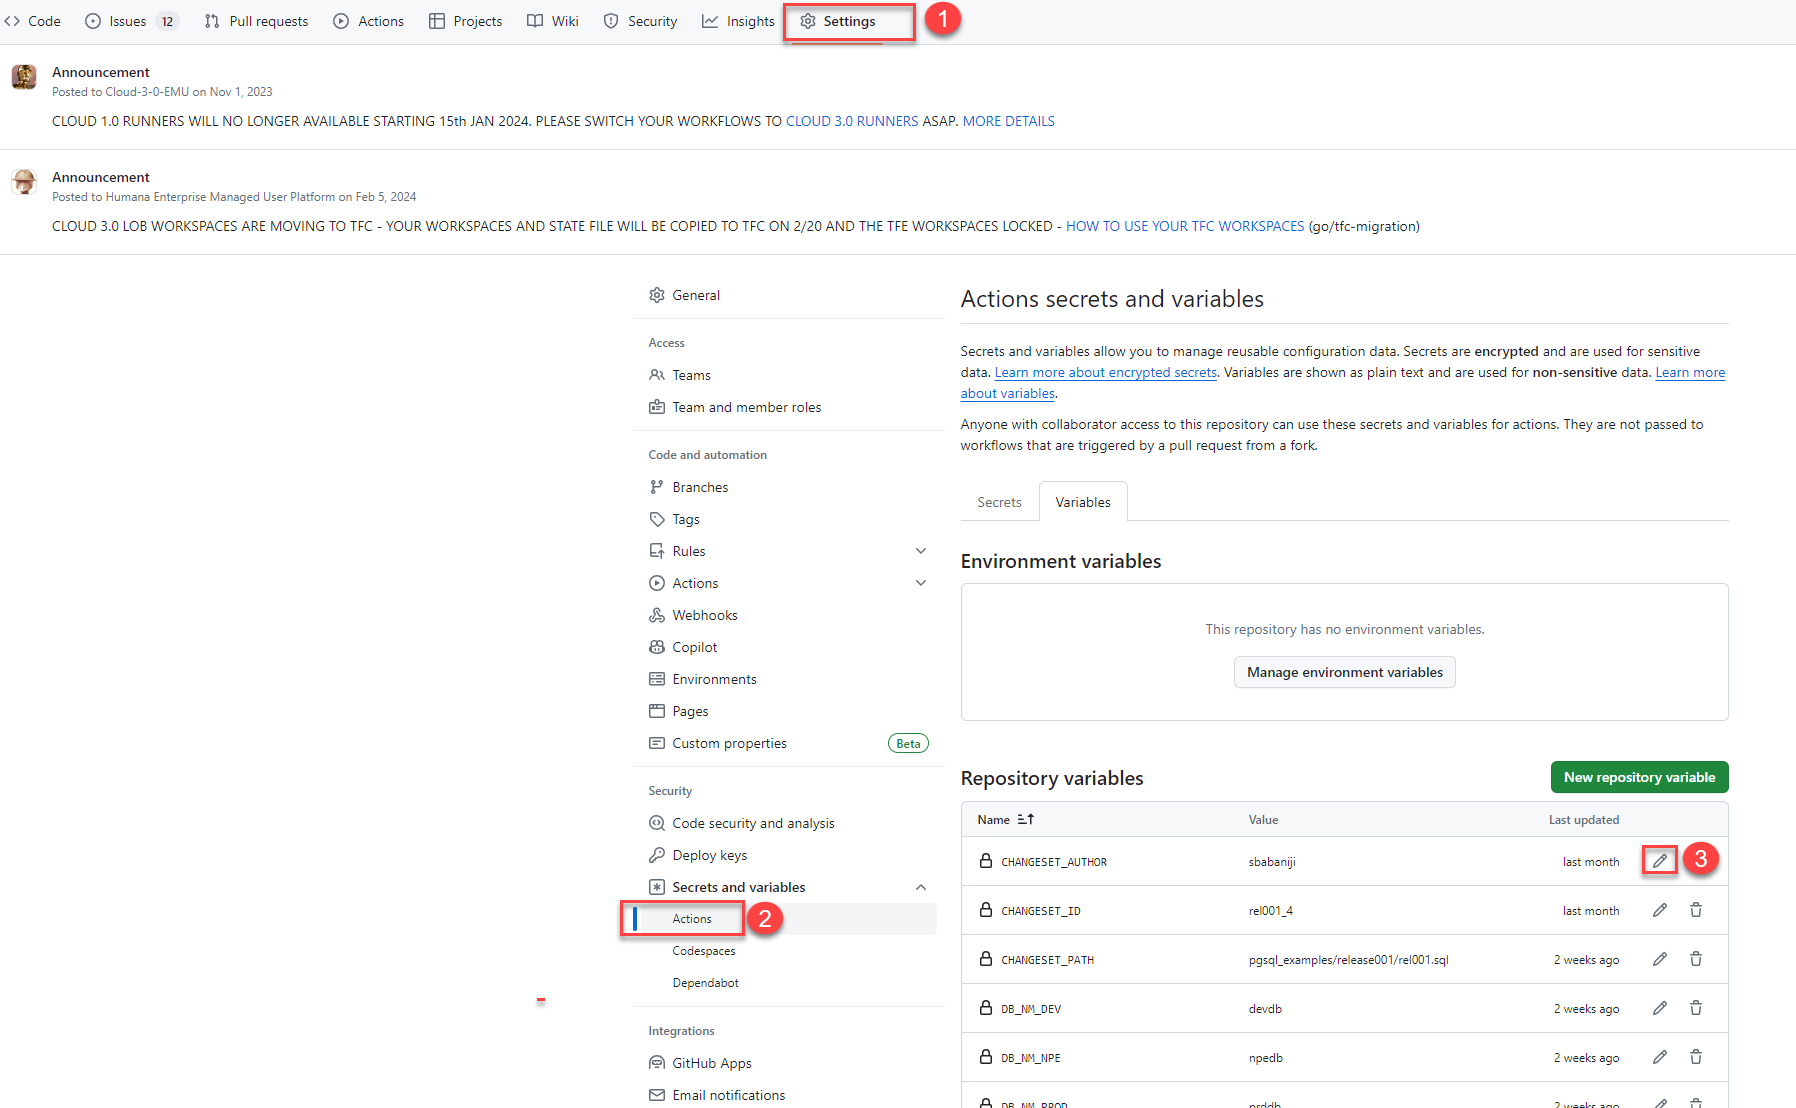 Code Issues 12 Pull requests Actions Projects Wiki Security Insights Settings 1
Announcement
Posted to Cloud-3-0-EMU on Nov 1, 2023
CLOUD 1.0 RUNNERS WILL NO LONGER AVAILABLE STARTING 15th JAN 2024. PLEASE SWITCH YOUR WORKFLOWS TO CLOUD 3.0 RUNNERS ASAP. MORE DETAILS
Announcement
Posted to Humana Enterprise Managed User Platform on Feb 5, 2024
CLOUD 3.0 LOB WORKSPACES ARE MOVING TO TFC - YOUR WORKSPACES AND STATE FILE WILL BE COPIED TO TFC ON 2/20 AND THE TFE WORKSPACES LOCKED - HOW TO USE YOUR TFC WORKSPACES (go/tfc-migration)
General
Access
Teams
Team and member roles
Code and automation
Branches
Tags
Rules
Actions
Webhooks
Copilot
Environments
Pages
Custom properties Beta
Security
Code security and analysis
Deploy keys
Secrets and variables
Actions 2
Codespaces
Dependabot
Integrations
GitHub Apps
Email notifications
Actions secrets and variables
Secrets and variables allow you to manage reusable configuration data. Secrets are encrypted and are used for sensitive
data. Learn more about encrypted secrets. Variables are shown as plain text and are used for non-sensitive data. Learn more
about variables.
Anyone with collaborator access to this repository can use these secrets and variables for actions. They are not passed to
workflows that are triggered by a pull request from a fork.
Secrets Variables
Environment variables
This repository has no environment variables.
Manage environment variables
Repository variables New repository variable
Name Value Last updated
CHANGESET_AUTHOR sbabaniji last month 3
CHANGESET_ID rel001_4 last month
CHANGESET_PATH pgsql_examples/release001/rel001.sql 2 weeks ago
DB_NM_DEV devdb 2 weeks ago
DB_NM_NPE npedb 2 weeks ago
DB_NM_PROD prddb 2 weeks ago